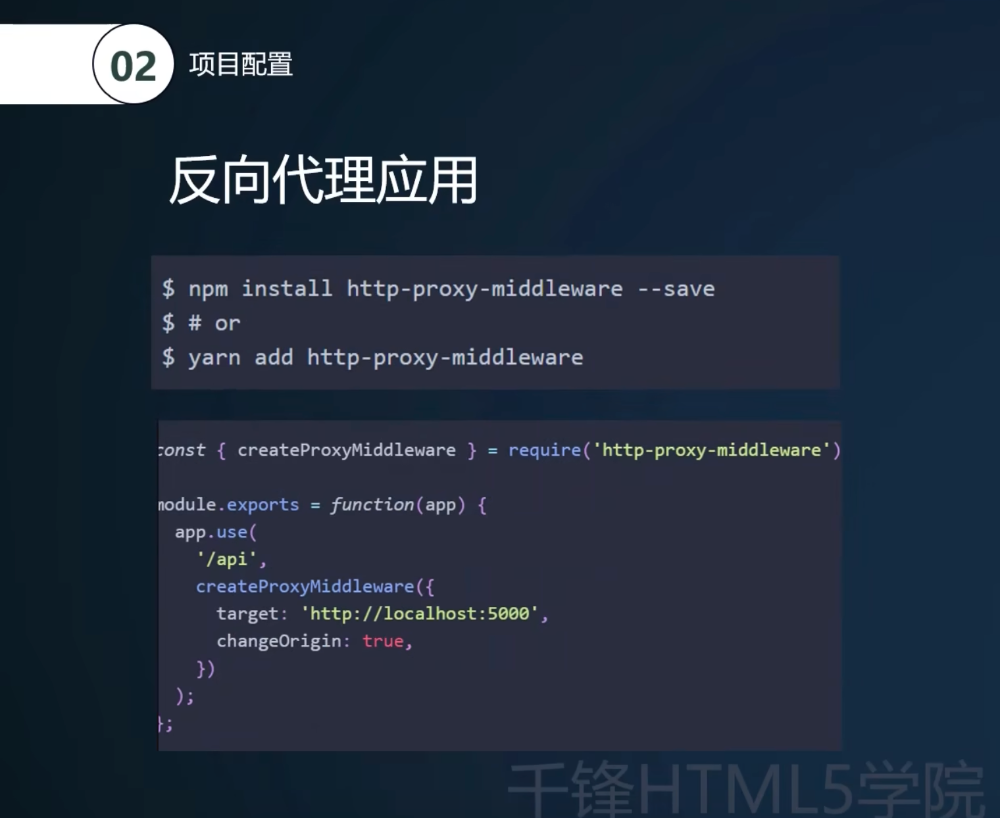 02 项目配置
反向代理应用
$ npm install http-proxy-middleware --save
$ # or
$ yarn add http-proxy-middleware
const { createProxyMiddleware } = require('http-proxy-middleware')
module.exports = function(app) {
  app.use(
    '/api',
    createProxyMiddleware({
      target: 'http://localhost:5000',
      changeOrigin: true,
    })
  );
};
千锋HTML5学院